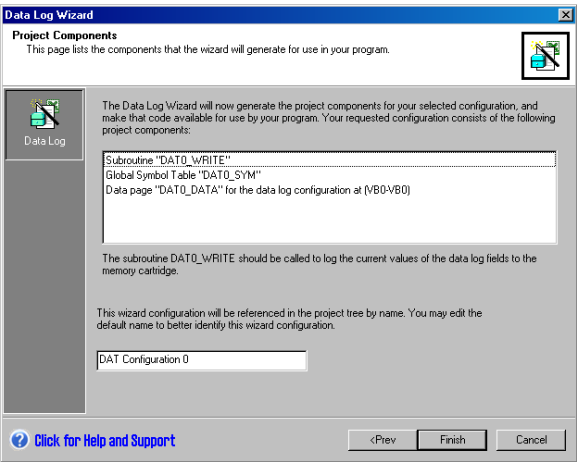 Data Log Wizard
Project Components
This page lists the components that the wizard will generate for use in your program.
Data Log
The Data Log Wizard will now generate the project components for your selected configuration, and
make that code available for use by your program. Your requested configuration consists of the following
project components:
Subroutine "DAT0_WRITE"
Global Symbol Table "DAT0_SYM"
Data page "DAT0_DATA" for the data log configuration at (VB0-VB0)
The subroutine DAT0_WRITE should be called to log the current values of the data log fields to the
memory cartridge.
This wizard configuration will be referenced in the project tree by name. You may edit the
default name to better identify this wizard configuration.
DAT Configuration 0
Click for Help and Support
<Prev
Finish
Cancel